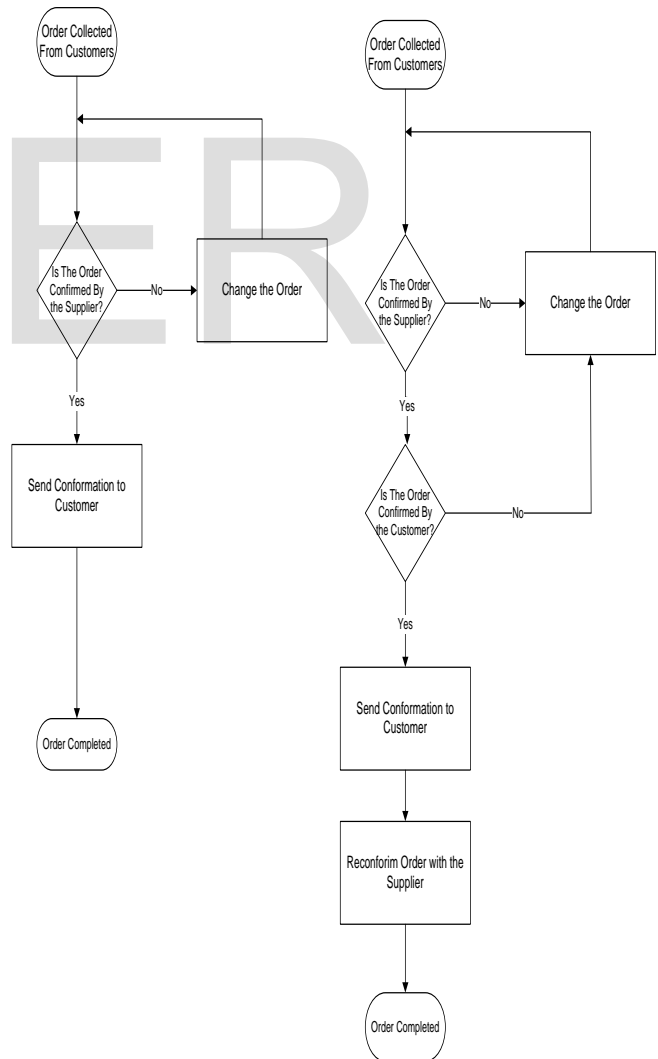 Order Collected
From Customers
Is The Order
Confirmed By
the Supplier?
No
Change the Order
Yes
Send Conformation to
Customer
Order Completed
Order Collected
From Customers
Is The Order
Confirmed By
the Supplier?
No
Change the Order
Yes
Is The Order
Confirmed By
the Customer?
No
Yes
Send Conformation to
Customer
Reconforim Order with the
Supplier
Order Completed
ER